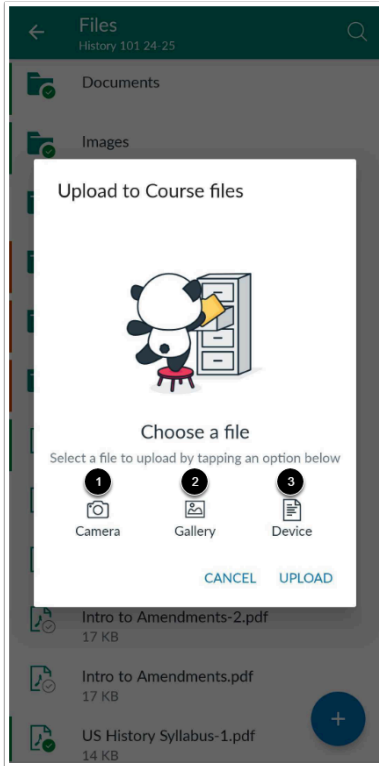 Files
History 101 24-25
Documents
Images
Upload to Course files
Choose a file
Select a file to upload by tapping an option below
1 2 3
Camera Gallery Device
CANCEL UPLOAD
Intro to Amendments-2.pdf
17 KB
Intro to Amendments.pdf
17 KB
US History Syllabus-1.pdf
14 KB